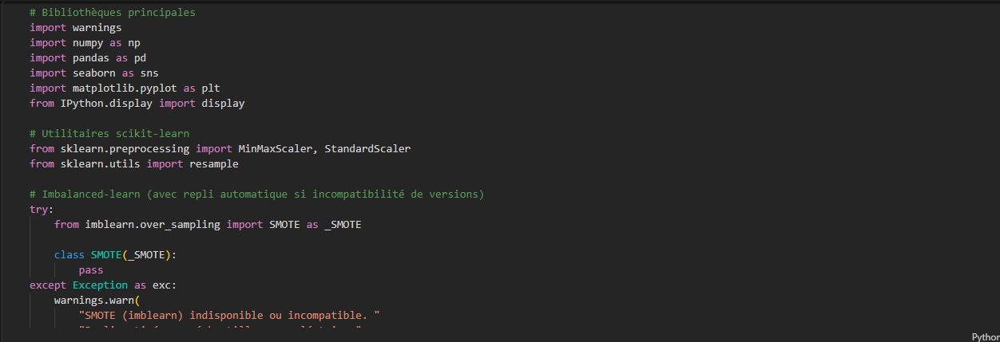 # Bibliothèques principales
import warnings
import numpy as np
import pandas as pd
import seaborn as sns
import matplotlib.pyplot as plt
from IPython.display import display
# Utilitaires scikit-learn
from sklearn.preprocessing import MinMaxScaler, StandardScaler
from sklearn.utils import resample
# Imbalanced-learn (avec repli automatique si incompatibilité de versions)
try:
from imblearn.over_sampling import SMOTE as _SMOTE
class SMOTE(_SMOTE):
pass
except Exception as exc:
warnings.warn(
"SMOTE (imblearn) indisponible ou incompatible. "
Python